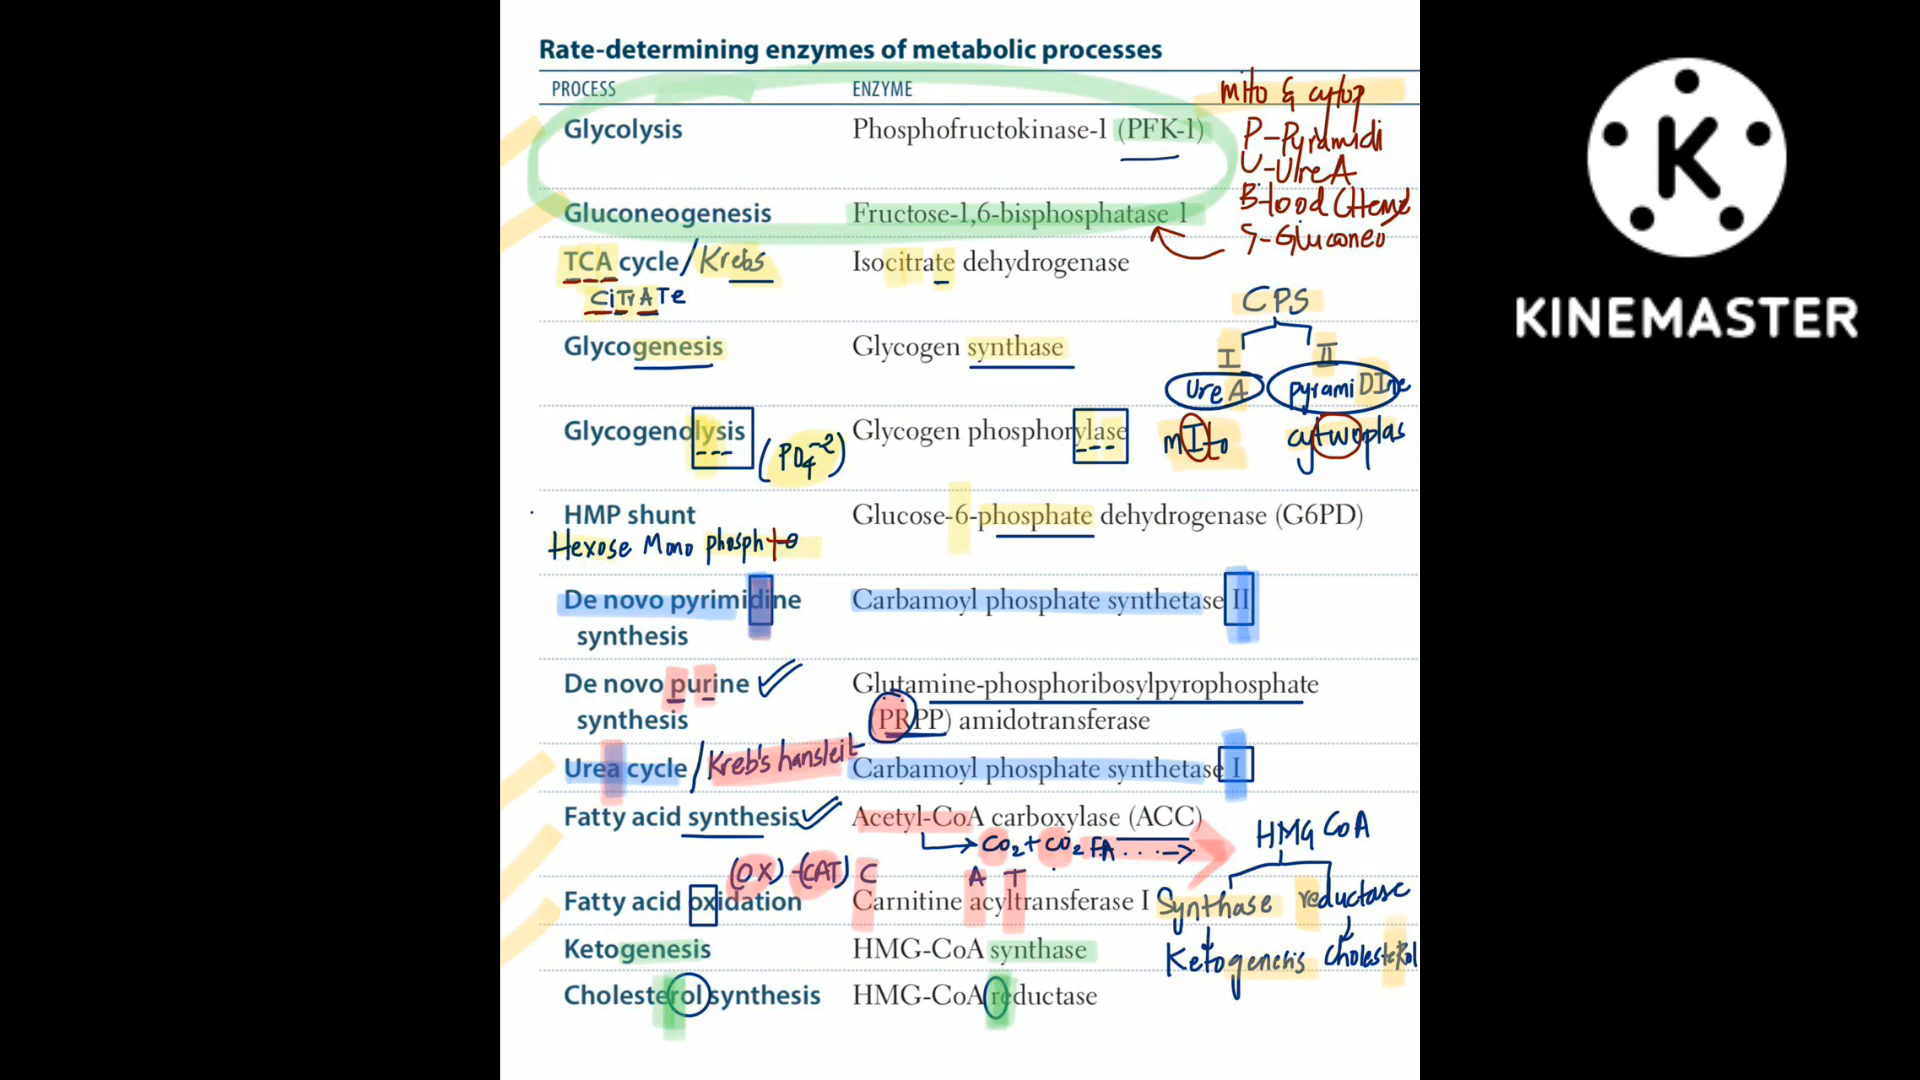 Rate-determining enzymes of metabolic processes
PROCESS ENZYME
mito & cytop
Glycolysis Phosphofructokinase-1 (PFK-1)
P-Pyramidi
U-UreA
Gluconeogenesis Fructose-1,6-bisphosphatase 1
Blood CHeme
G-Gluconeo
TCA cycle/Krebs Isocitrate dehydrogenase
CiTrATe
CPS
Glycogenesis Glycogen synthase
I II
UreA pyramiDIne
Glycogenolysis (PO4-2) Glycogen phosphorylase
mIto cytwoplas
HMP shunt Glucose-6-phosphate dehydrogenase (G6PD)
Hexose Mono phosph
De novo pyrimidine Carbamoyl phosphate synthetase II
synthesis
De novo purine Glutamine-phosphoribosylpyrophosphate
synthesis (PRPP) amidotransferase
Urea cycle / Kreb's hansleit Carbamoyl phosphate synthetase I
Fatty acid synthesis Acetyl-CoA carboxylase (ACC)
CO2+CO2 FA
HMG CoA
(OX)-(CAT) C A T
Fatty acid oxidation Carnitine acyltransferase I
Synthase reductase
Ketogenesis HMG-CoA synthase
Ketogenesis Cholesterol
Cholesterol synthesis HMG-CoA reductase
K
KINEMASTER